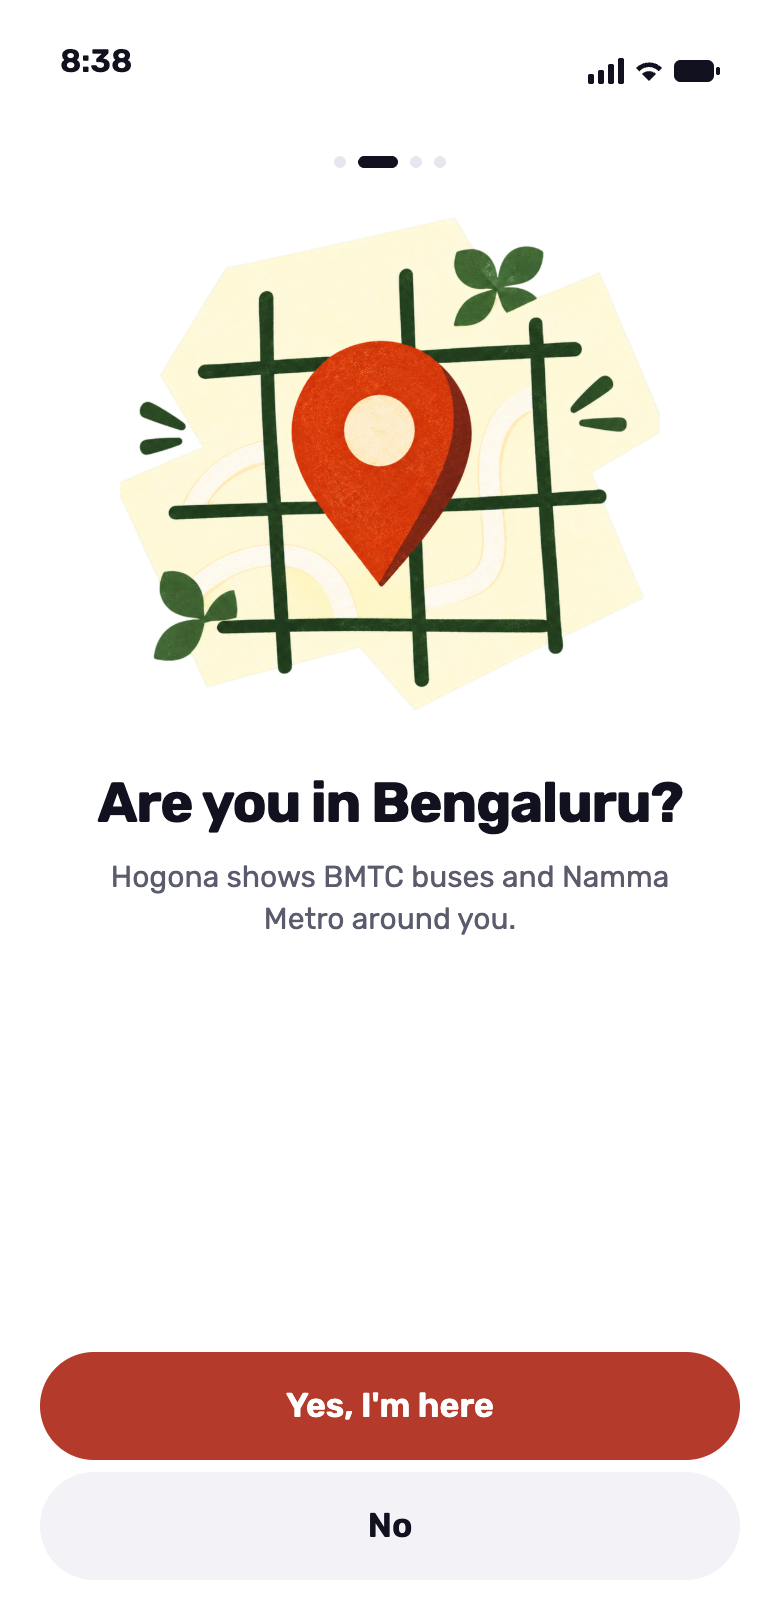 8:38
Are you in Bengaluru?
Hogona shows BMTC buses and Namma
Metro around you.
Yes, I'm here
No